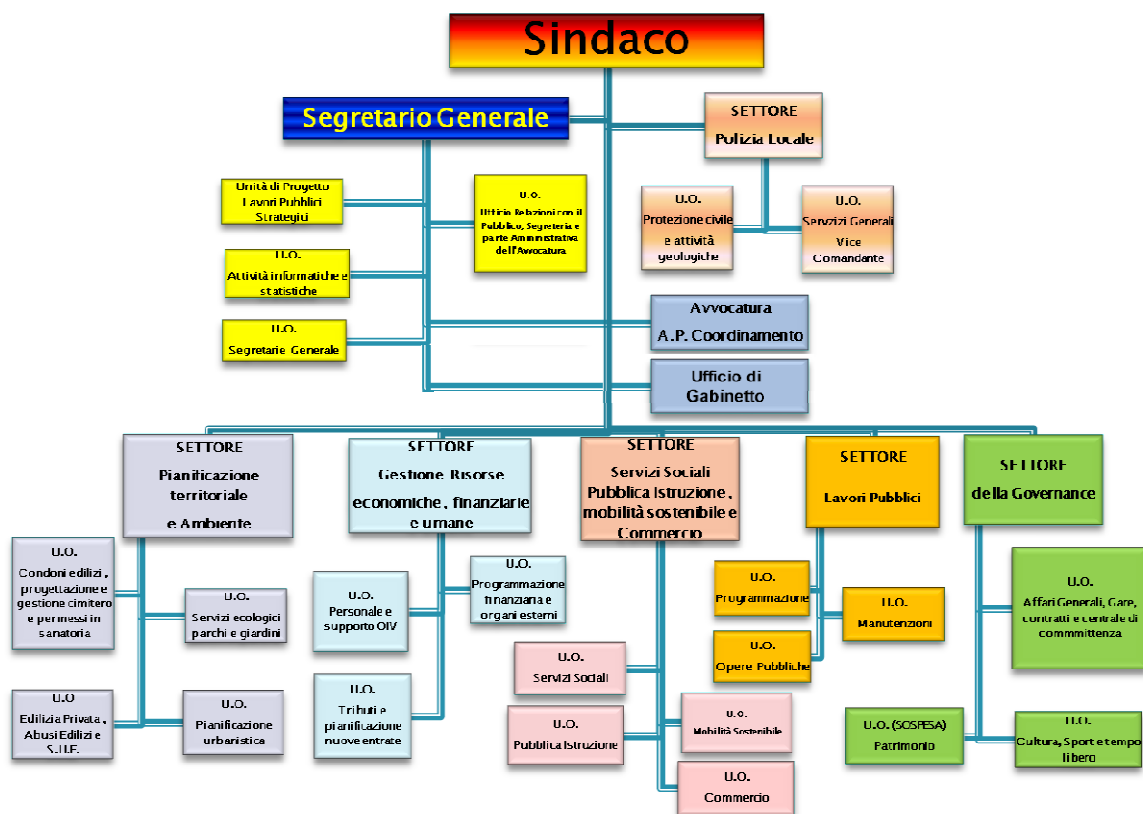 Sindaco
Segretario Generale
SETTORE
Polizia Locale
Unità di Progetto
Lavori Pubblici
Strategici
U.O.
Ufficio Relazioni con il
Pubblico, Segreteria e
parte Amministrativa
dell'Avvocatura
U.O.
Protezione civile
e attività
geologiche
U.O.
Servzizi Generali
Vice
Comandante
U.O.
Attività informatiche e
statistiche
U.O.
Segretarie Generale
Avvocatura
A.P. Coordinamento
Ufficio di
Gabinetto
SETTORE
Pianificazione
territoriale
e Ambiente
SETTORE
Gestione Risorse
economiche, finanziarie
e umane
SETTORE
Servizi Sociali
Pubblica Istruzione,
mobilità sostenibile e
Commercio
SETTORE
Lavori Pubblici
SETTORE
della Governance
U.O.
Condoni edilizi,
progettazione e
gestione cimitero
e permessi in
sanatoria
U.O.
Servizi ecologici
parchi e giardini
U.O
Edilizia Privata,
Abusi Edilizi e
S.U.E.
U.O.
Pianificazione
urbaristica
U.O.
Personale e
supporto OIV
U.O.
Programmazione
finanziaria e
organi esterni
U.O.
Tributi e
pianificazione
nuove entrate
U.O.
Servizi Sociali
U.O.
Pubblica Istruzione
U.O.
Mobilità Sostenibile
U.O.
Commercio
U.O.
Programmazione
U.O.
Manutenzioni
U.O.
Opere Pubbliche
U.O.
Affari Generali, Gare,
contratti e centrale di
commmittenza
U.O. (SOSPESA)
Patrimonio
U.O.
Cultura, Sport e tempo
libero